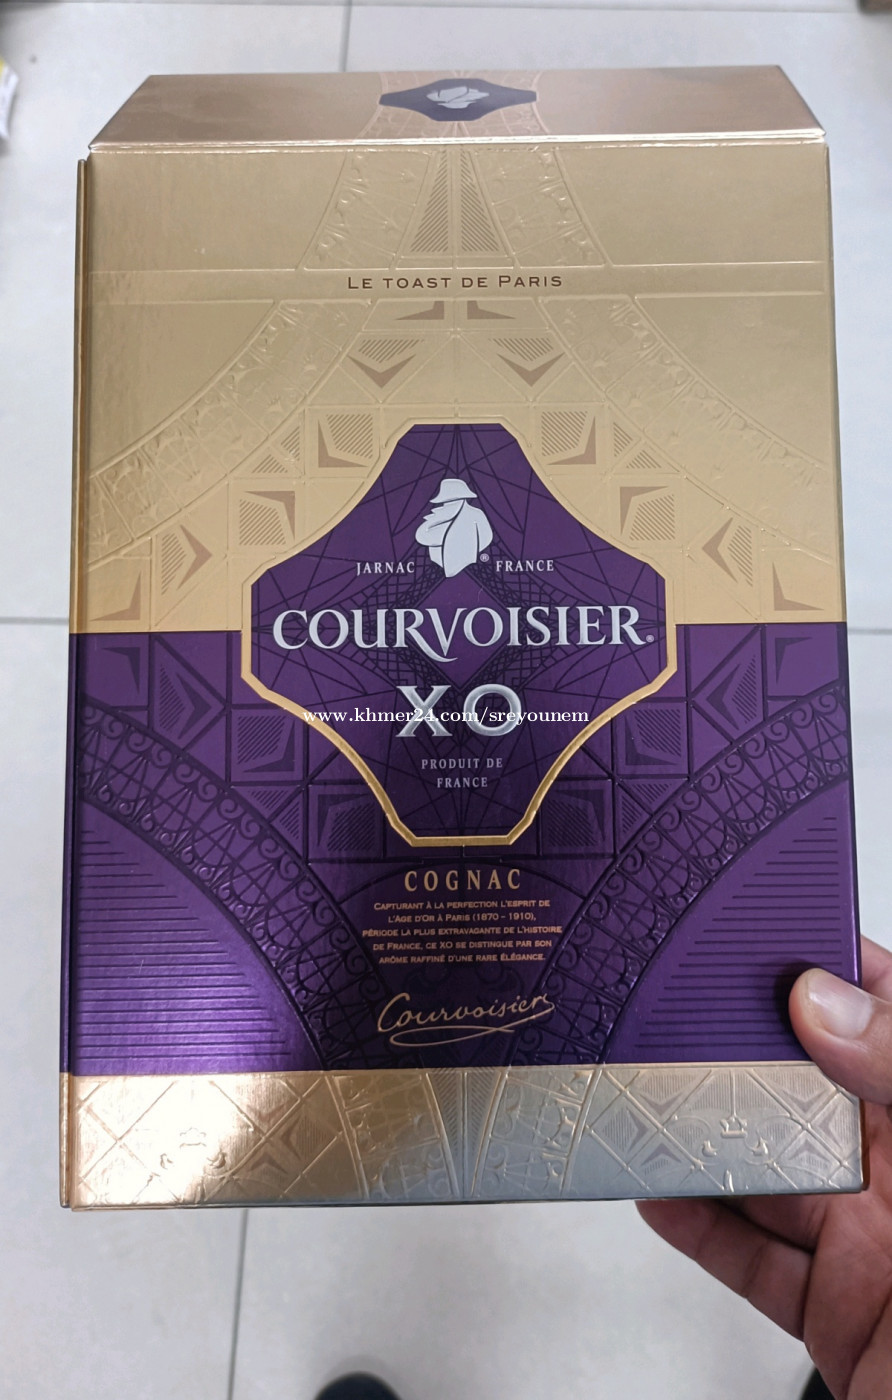 LE TOAST DE PARIS
JARNAC ® FRANCE
COURVOISIER®
XO
www.khmer24.com/sreyounem
PRODUIT DE
FRANCE
COGNAC
CAPTURANT À LA PERFECTION L'ESPRIT DE
L'AGE D'OR À PARIS (1870 - 1910),
PÉRIODE LA PLUS EXTRAVAGANTE DE L'HISTOIRE
DE FRANCE, CE XO SE DISTINGUE PAR SON
ARÔME RAFFINÉ D'UNE RARE ÉLÉGANCE.
Courvoisier